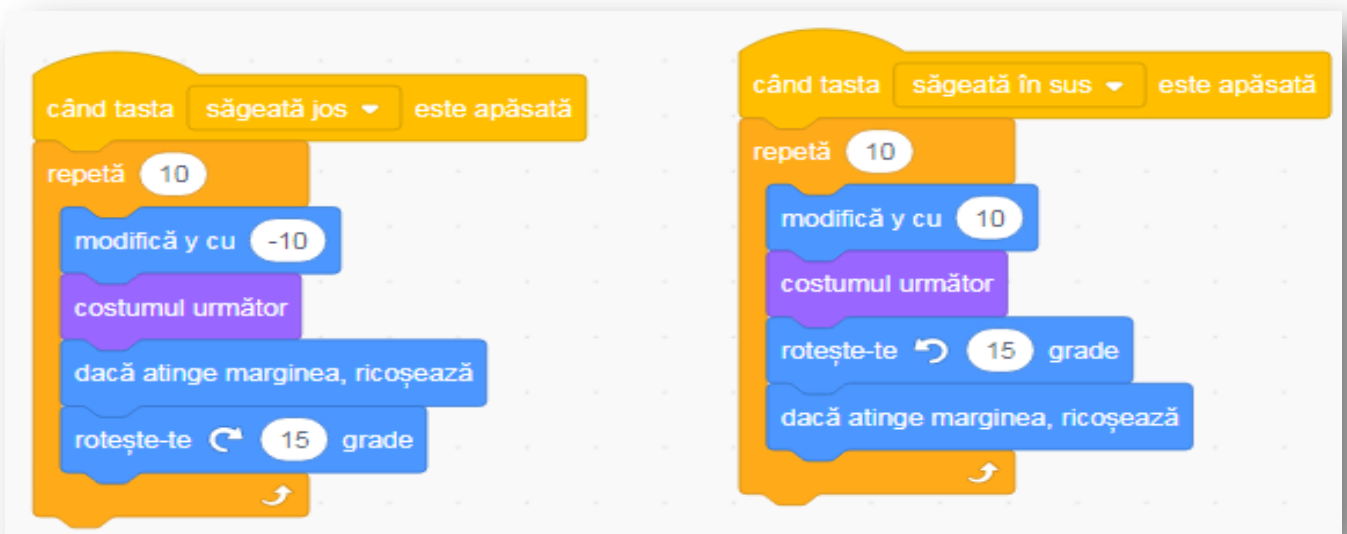 când tasta săgeată jos este apăsată
repetă 10
modifică y cu -10
costumul următor
dacă atinge marginea, ricoșează
rotește-te 15 grade
când tasta săgeată în sus este apăsată
repetă 10
modifică y cu 10
costumul următor
rotește-te 15 grade
dacă atinge marginea, ricoșează